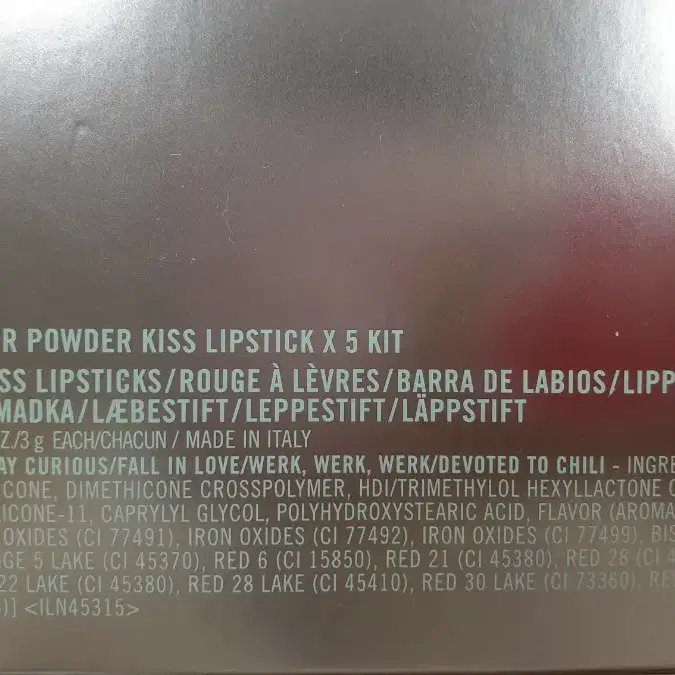 R POWDER KISS LIPSTICK X 5 KIT
SS LIPSTICKS/ROUGE À LÈVRES/BARRA DE LABIOS/LIPP
MADKA/LÆBESTIFT/LEPPESTIFT/LÄPPSTIFT
Z./3 g EACH/CHACUN / MADE IN ITALY
AY CURIOUS/FALL IN LOVE/WERK, WERK, WERK/DEVOTED TO CHILI - INGRE
ICONE, DIMETHICONE CROSSPOLYMER, HDI/TRIMETHYLOL HEXYLLACTONE
LICONE-11, CAPRYLYL GLYCOL, POLYHYDROXYSTEARIC ACID, FLAVOR (AROMA
OXIDES (CI 77491), IRON OXIDES (CI 77492), IRON OXIDES (CI 77499), BIS
GE 5 LAKE (CI 45370), RED 6 (CI 15850), RED 21 (CI 45380), RED 28 (CI
22 LAKE (CI 45380), RED 28 LAKE (CI 45410), RED 30 LAKE (CI 73360), RE
)] <ILN45315>